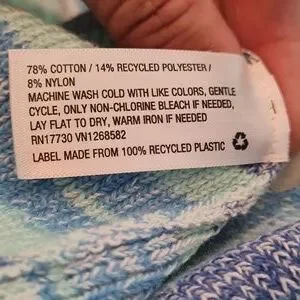 78% COTTON / 14% RECYCLED POLYESTER /
8% NYLON
MACHINE WASH COLD WITH LIKE COLORS, GENTLE
CYCLE, ONLY NON-CHLORINE BLEACH IF NEEDED,
LAY FLAT TO DRY, WARM IRON IF NEEDED
RN17730 VN1268582
LABEL MADE FROM 100% RECYCLED PLASTIC